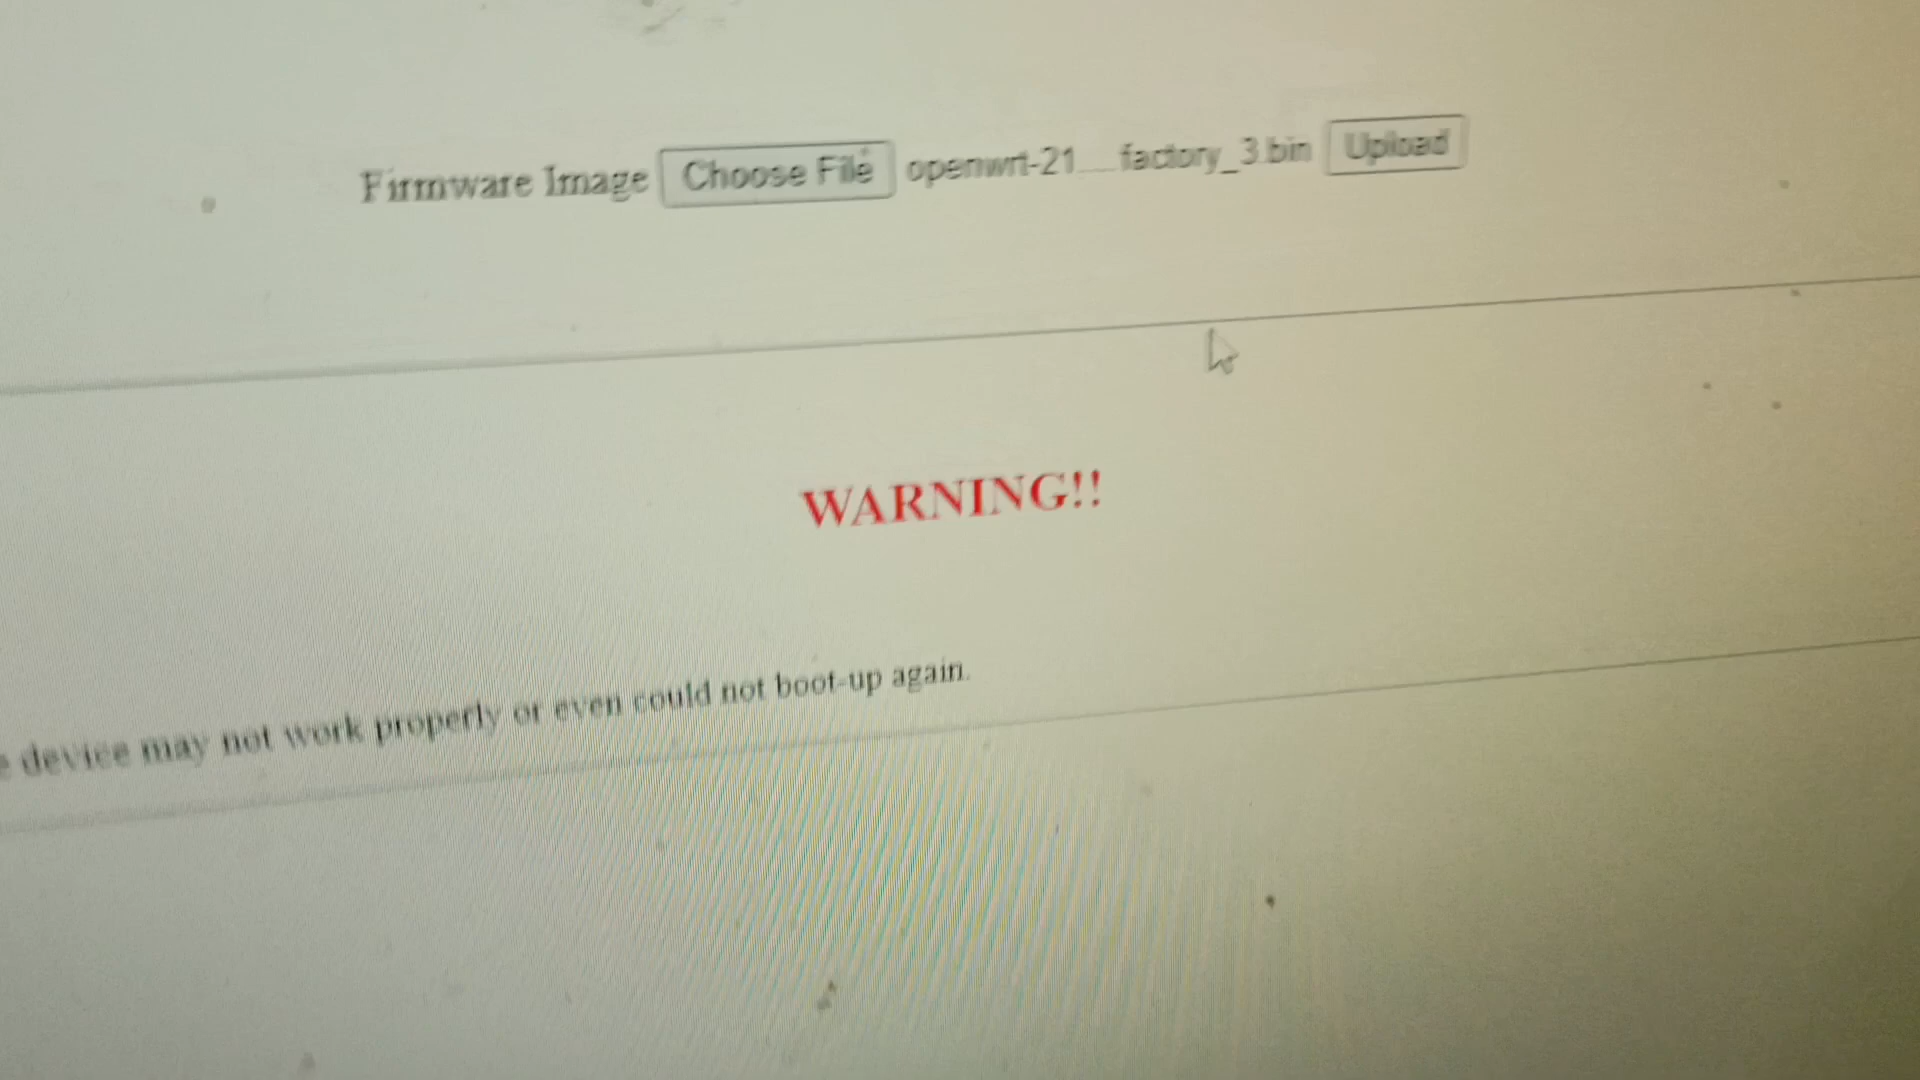 Firmware Image Choose File openwrt-21....factory_3.bin Upload
WARNING!!
device may not work properly or even could not boot-up again.